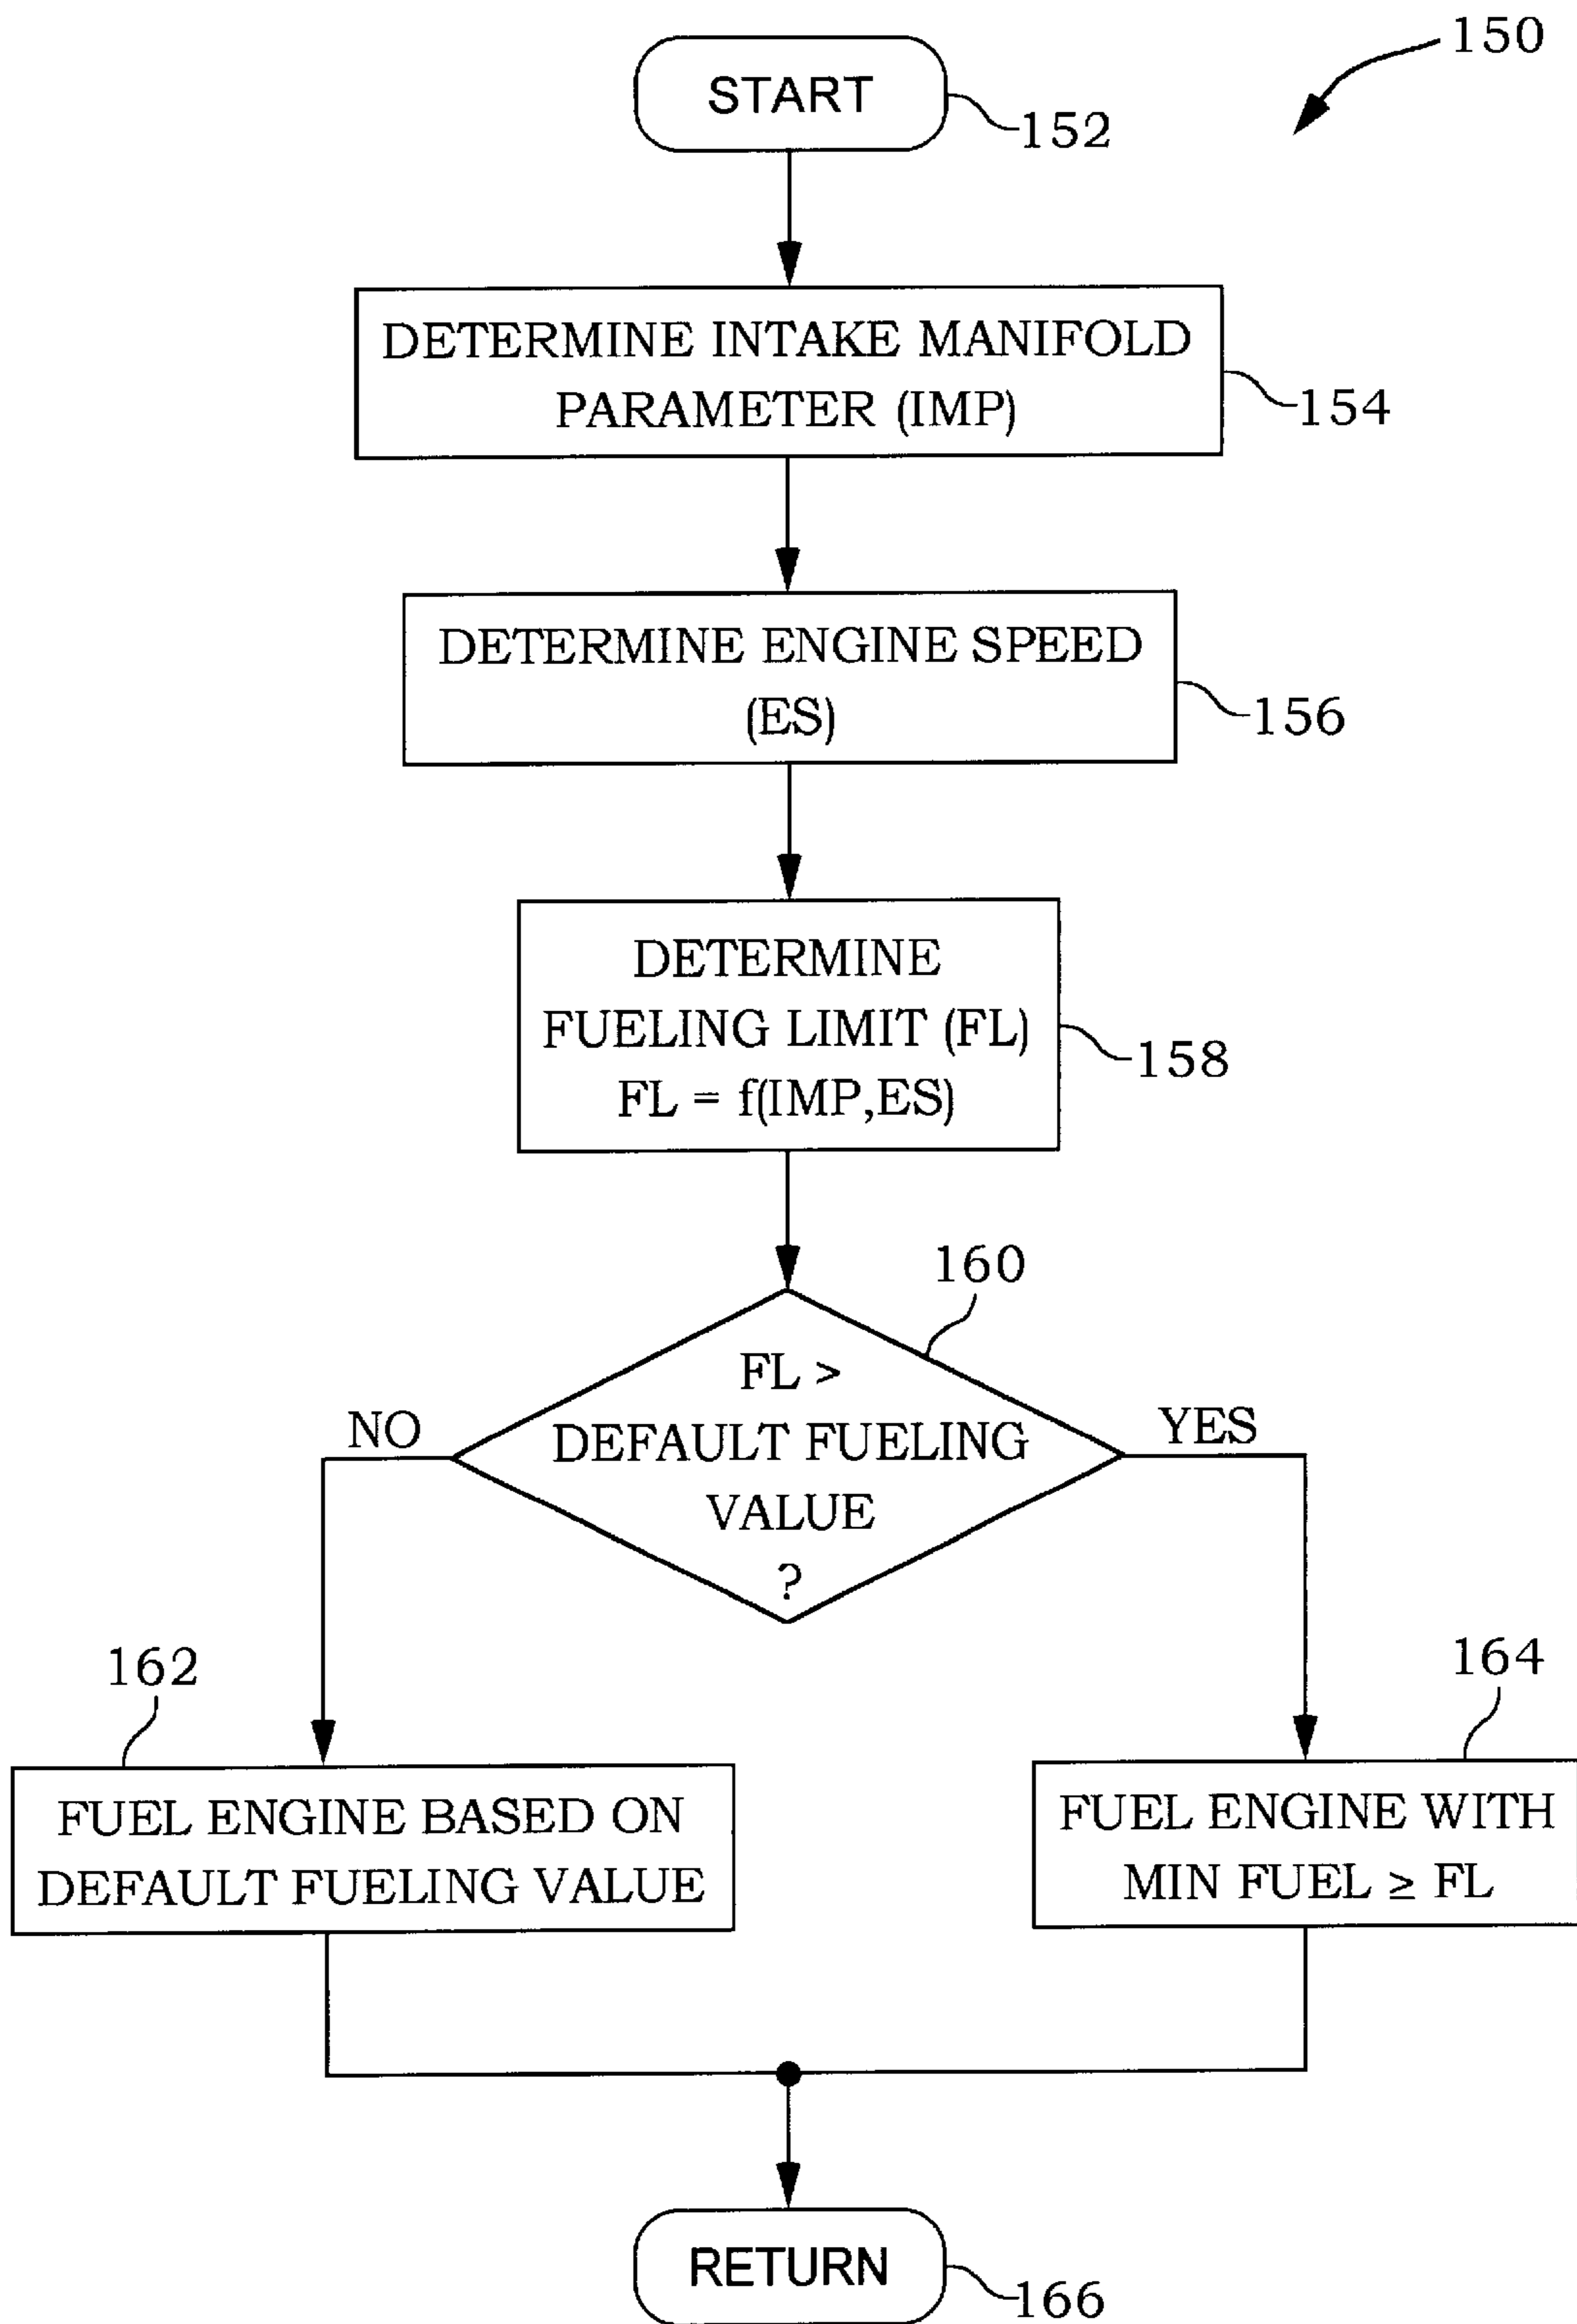 150
START
152
DETERMINE INTAKE MANIFOLD
PARAMETER (IMP)
154
DETERMINE ENGINE SPEED
(ES)
156
DETERMINE
FUELING LIMIT (FL)
FL = f(IMP,ES)
158
160
FL >
DEFAULT FUELING
VALUE
?
NO
YES
162
164
FUEL ENGINE BASED ON
DEFAULT FUELING VALUE
FUEL ENGINE WITH
MIN FUEL ≥ FL
RETURN
166